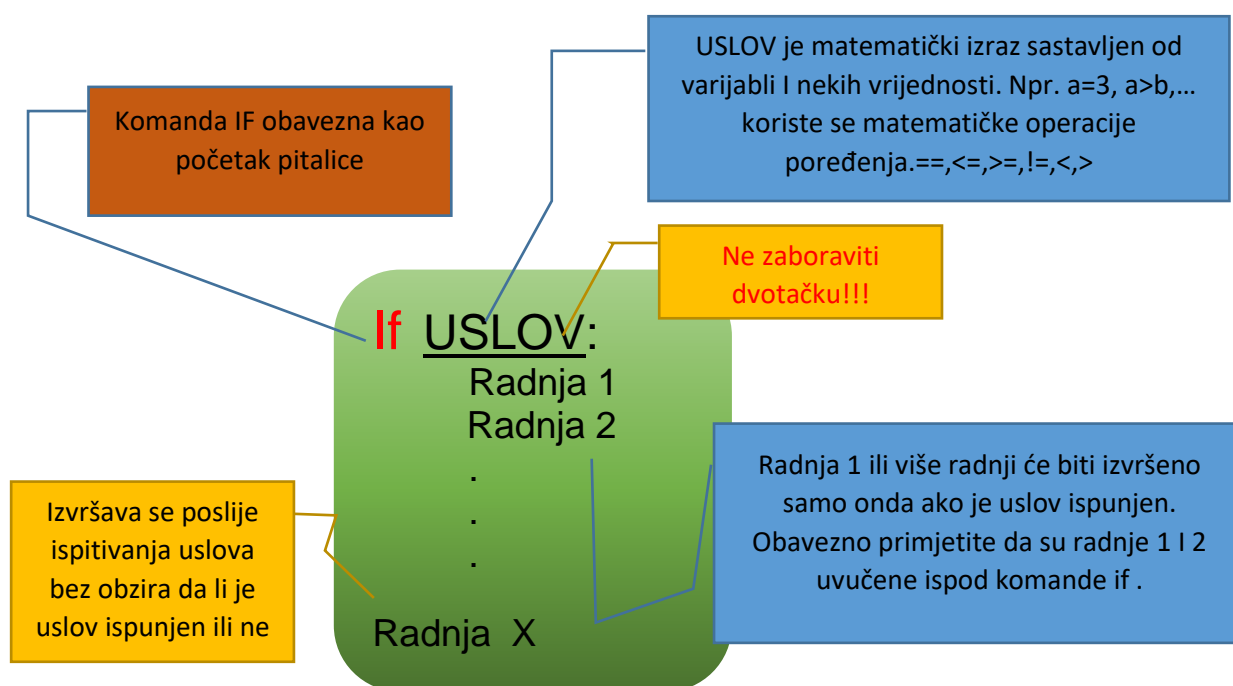 USLOV je matematički izraz sastavljen od
varijabli I nekih vrijednosti. Npr. a=3, a>b,...
koriste se matematičke operacije
poređenja.==,<=,>=,!=,<,>
Komanda IF obavezna kao
početak pitalice
Ne zaboraviti
dvotačku!!!
If USLOV:
Radnja 1
Radnja 2
.
.
.
Radnja X
Radnja 1 ili više radnji će biti izvršeno
samo onda ako je uslov ispunjen.
Obavezno primjetite da su radnje 1 I 2
uvučene ispod komande if .
Izvršava se poslije
ispitivanja uslova
bez obzira da li je
uslov ispunjen ili ne